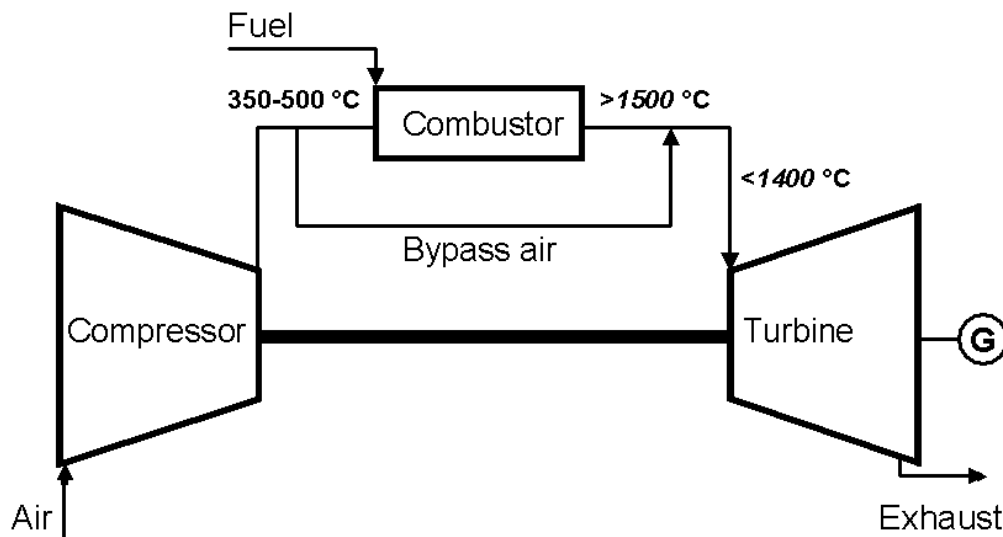 Fuel
350-500 °C
Combustor
>1500 °C
<1400 °C
Bypass air
Compressor
Turbine
G
Air
Exhaust